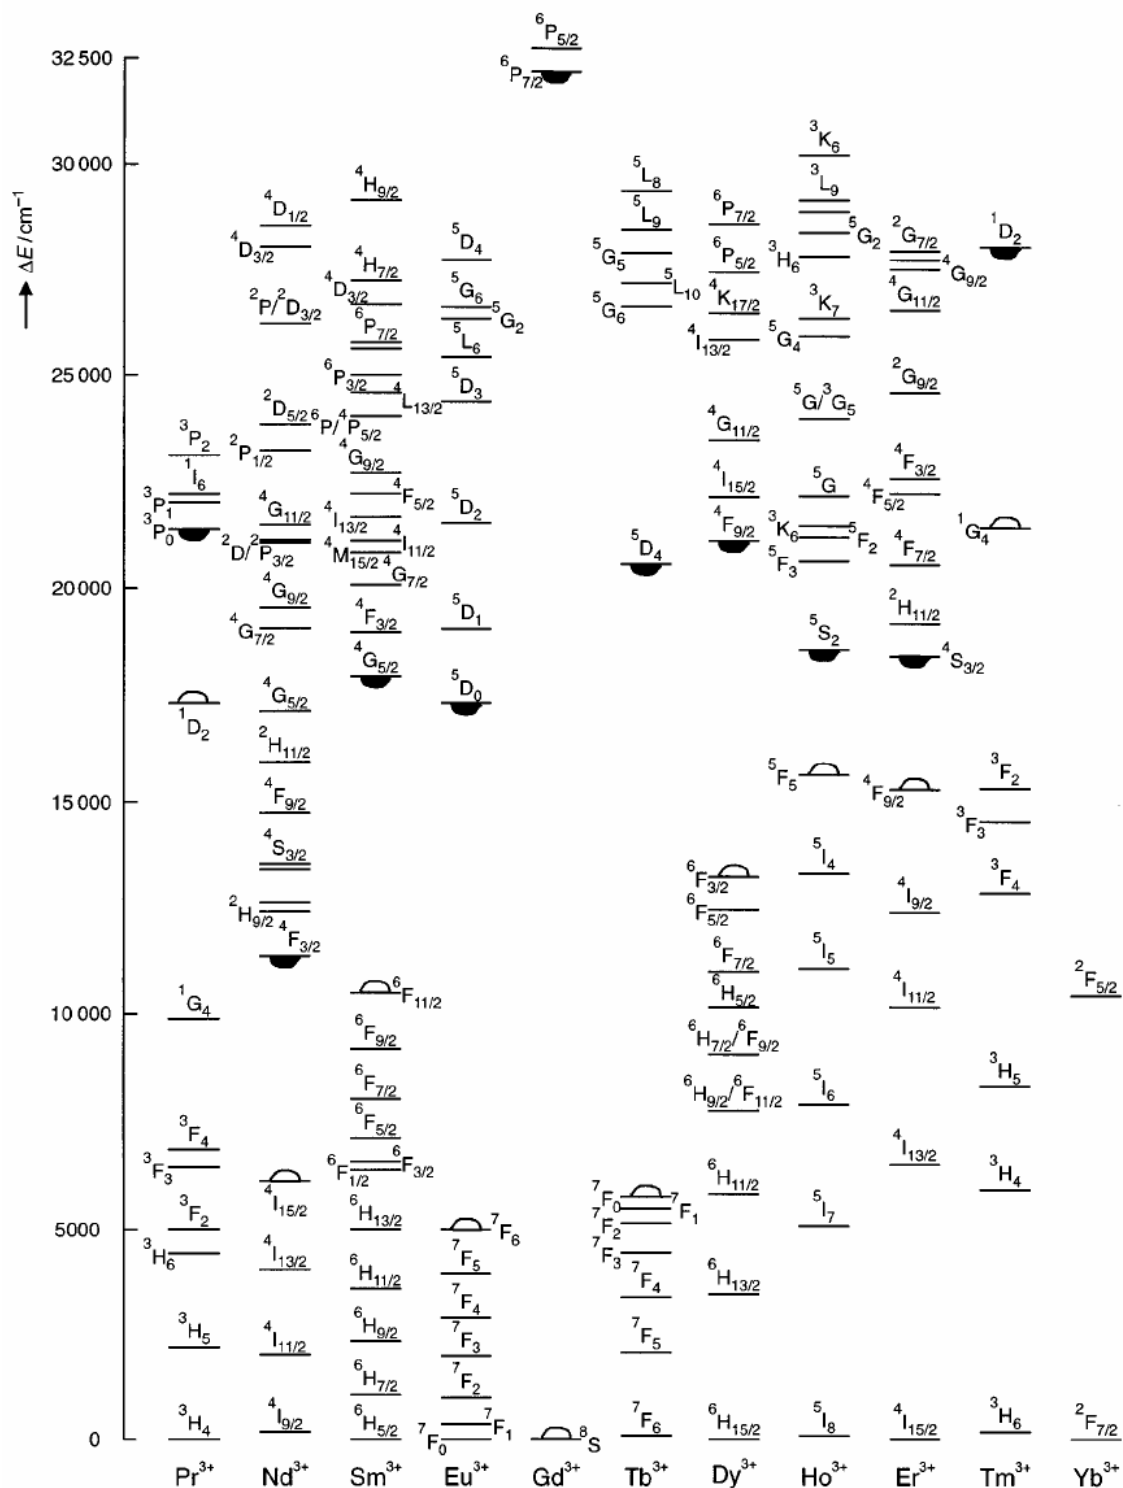 ΔE/cm⁻¹
32 500
30 000
25 000
20 000
15 000
10 000
5000
0
³P₂
¹I₆
³P₁
³P₀
¹D₂
¹G₄
³F₄
³F₃
³F₂
³H₆
³H₅
³H₄
Pr³⁺
⁴D₁/₂
⁴D₃/₂
²P/²D₃/₂
²D₅/₂
²P₁/₂
⁴G₁₁/₂
²D/²P₃/₂
⁴G₉/₂
⁴G₇/₂
⁴G₅/₂
²H₁₁/₂
⁴F₉/₂
⁴S₃/₂
²H₉/₂
⁴F₃/₂
⁴I₁₅/₂
⁴I₁₃/₂
⁴I₁₁/₂
⁴I₉/₂
Nd³⁺
⁴H₉/₂
⁴H₇/₂
⁴D₃/₂
⁶P₇/₂
⁶P₃/₂
⁴L₁₃/₂
⁶P/⁴P₅/₂
⁴G₉/₂
⁴F₅/₂
⁴I₁₃/₂
⁴I₁₁/₂
⁴M₁₅/₂
⁴G₇/₂
⁴F₃/₂
⁴G₅/₂
⁶F₁₁/₂
⁶F₉/₂
⁶F₇/₂
⁶F₅/₂
⁶F₃/₂
⁶F₁/₂
⁶H₁₃/₂
⁶H₁₁/₂
⁶H₉/₂
⁶H₇/₂
⁶H₅/₂
Sm³⁺
⁵D₄
⁵G₆
⁵G₂
⁵L₆
⁵D₃
⁵D₂
⁵D₁
⁵D₀
⁷F₆
⁷F₅
⁷F₄
⁷F₃
⁷F₂
⁷F₁
⁷F₀
Eu³⁺
⁶P₅/₂
⁶P₇/₂
⁸S
Gd³⁺
⁵L₈
⁵L₉
⁵G₅
⁵L₁₀
⁵G₆
⁵D₄
⁷F₀
⁷F₁
⁷F₂
⁷F₃
⁷F₄
⁷F₅
⁷F₆
Tb³⁺
⁶P₇/₂
⁶P₅/₂
⁴K₁₇/₂
⁴I₁₃/₂
⁴G₁₁/₂
⁴I₁₅/₂
⁴F₉/₂
⁶F₃/₂
⁶F₅/₂
⁶F₇/₂
⁶H₅/₂
⁶H₇/₂/⁶F₉/₂
⁶H₉/₂/⁶F₁₁/₂
⁶H₁₁/₂
⁶H₁₃/₂
⁶H₁₅/₂
Dy³⁺
³K₆
³L₉
⁵G₂
³H₆
³K₇
⁵G₄
⁵G/³G₅
⁵G
³K₆
⁵F₂
⁵F₃
⁵S₂
⁵F₅
⁵I₄
⁵I₅
⁵I₆
⁵I₇
⁵I₈
Ho³⁺
²G₇/₂
⁴G₉/₂
⁴G₁₁/₂
²G₉/₂
⁴F₃/₂
⁴F₅/₂
⁴F₇/₂
²H₁₁/₂
⁴S₃/₂
⁴F₉/₂
⁴I₉/₂
⁴I₁₁/₂
⁴I₁₃/₂
⁴I₁₅/₂
Er³⁺
¹D₂
¹G₄
³F₂
³F₃
³F₄
³H₅
³H₄
³H₆
Tm³⁺
²F₅/₂
²F₇/₂
Yb³⁺